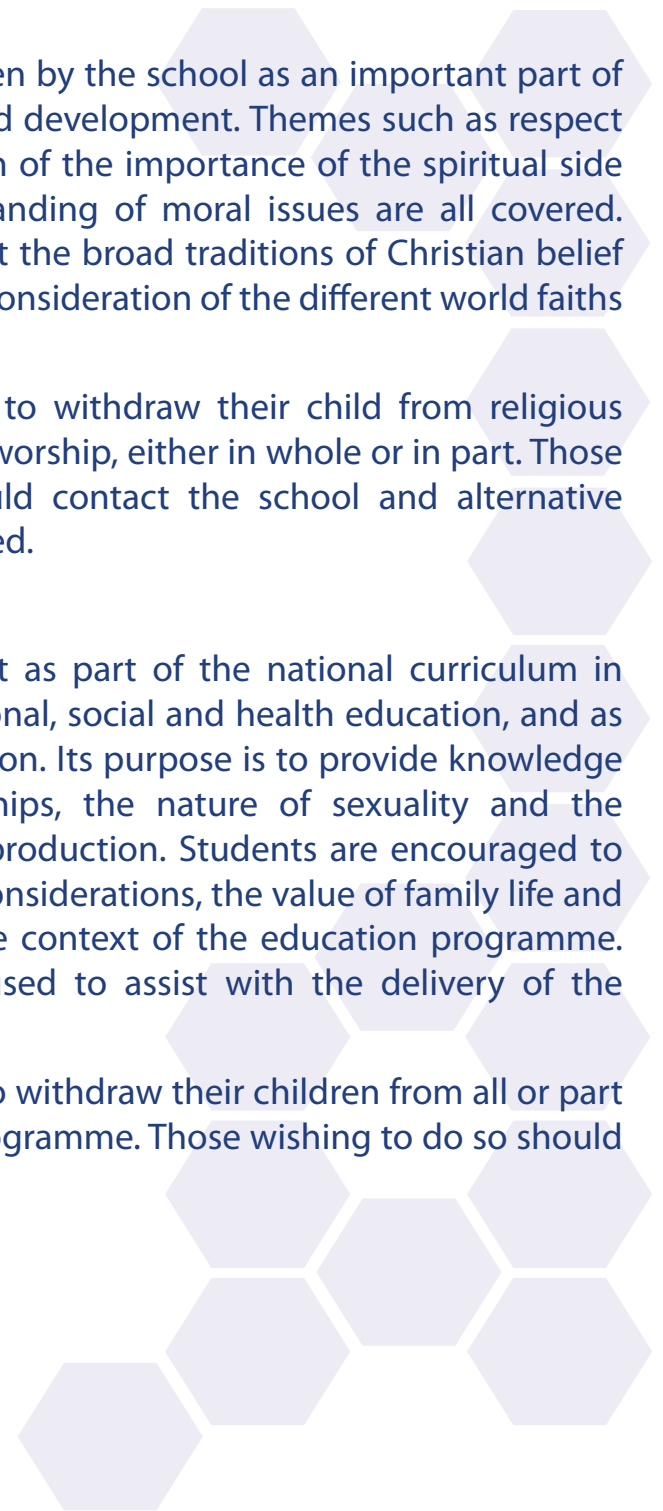 en by the school as an important part of
d development. Themes such as respect
n of the importance of the spiritual side
anding of moral issues are all covered.
t the broad traditions of Christian belief
onsideration of the different world faiths
to withdraw their child from religious
worship, either in whole or in part. Those
uld contact the school and alternative
ed.
t as part of the national curriculum in
onal, social and health education, and as
on. Its purpose is to provide knowledge
hips, the nature of sexuality and the
production. Students are encouraged to
onsiderations, the value of family life and
e context of the education programme.
used to assist with the delivery of the
o withdraw their children from all or part
ogramme. Those wishing to do so should